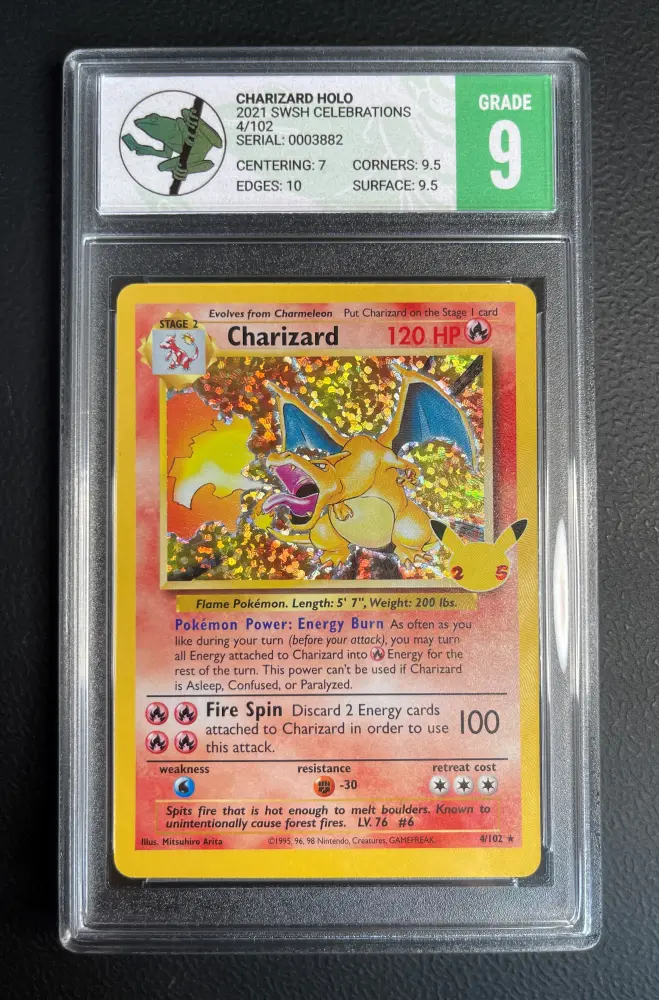 CHARIZARD HOLO
2021 SWSH CELEBRATIONS
4/102
SERIAL: 0003882
CENTERING: 7 CORNERS: 9.5
EDGES: 10 SURFACE: 9.5
GRADE
9
Evolves from Charmeleon Put Charizard on the Stage 1 card
STAGE 2
Charizard 120 HP
25
Flame Pokémon. Length: 5' 7", Weight: 200 lbs.
Pokémon Power: Energy Burn As often as you
like during your turn (before your attack), you may turn
all Energy attached to Charizard into Energy for the
rest of the turn. This power can't be used if Charizard
is Asleep, Confused, or Paralyzed.
Fire Spin Discard 2 Energy cards
attached to Charizard in order to use
this attack.
100
weakness resistance retreat cost
-30
Spits fire that is hot enough to melt boulders. Known to
unintentionally cause forest fires. LV. 76 #6
Illus. Mitsuhiro Arita ©1995, 96, 98 Nintendo, Creatures, GAMEFREAK. 4/102 ★